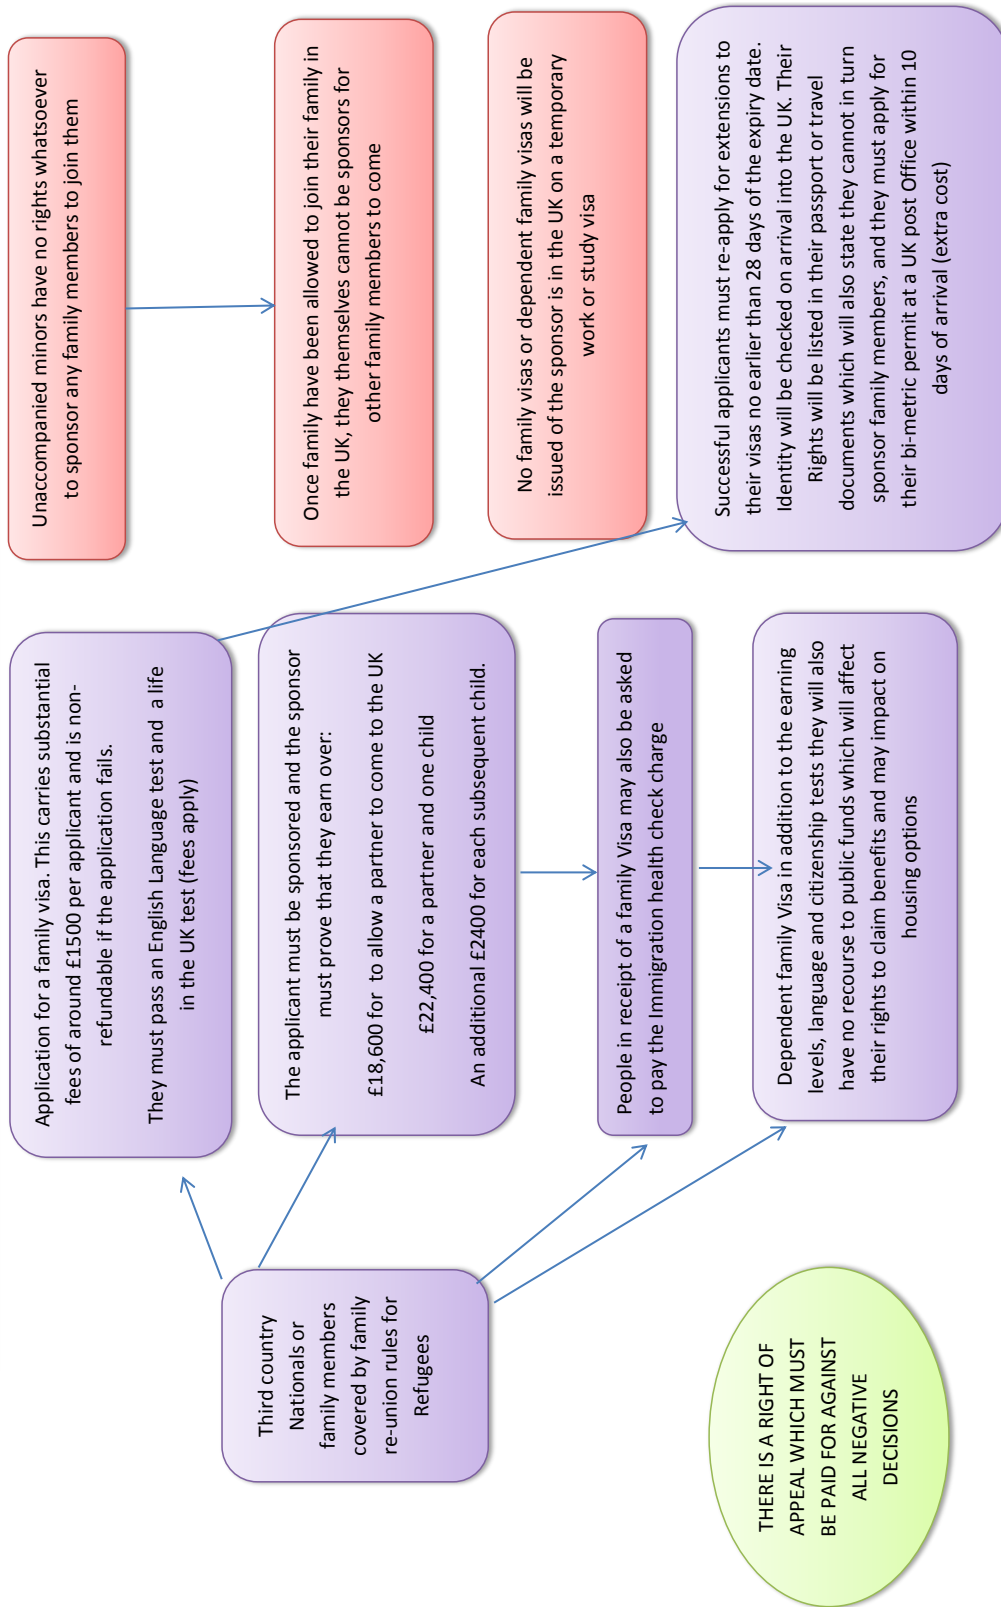 Third country
Nationals or
family members
covered by family
re-union rules for
Refugees
THERE IS A RIGHT OF
APPEAL WHICH MUST
BE PAID FOR AGAINST
ALL NEGATIVE
DECISIONS
Application for a family visa. This carries substantial
fees of around £1500 per applicant and is non-
refundable if the application fails.
They must pass an English Language test and a life
in the UK test (fees apply)
The applicant must be sponsored and the sponsor
must prove that they earn over:
£18,600 for to allow a partner to come to the UK
£22,400 for a partner and one child
An additional £2400 for each subsequent child.
People in receipt of a family Visa may also be asked
to pay the Immigration health check charge
Dependent family Visa in addition to the earning
levels, language and citizenship tests they will also
have no recourse to public funds which will affect
their rights to claim benefits and may impact on
housing options
Unaccompanied minors have no rights whatsoever
to sponsor any family members to join them
Once family have been allowed to join their family in
the UK, they themselves cannot be sponsors for
other family members to come
No family visas or dependent family visas will be
issued of the sponsor is in the UK on a temporary
work or study visa
Successful applicants must re-apply for extensions to
their visas no earlier than 28 days of the expiry date.
Identity will be checked on arrival into the UK. Their
Rights will be listed in their passport or travel
documents which will also state they cannot in turn
sponsor family members, and they must apply for
their bi-metric permit at a UK post Office within 10
days of arrival (extra cost)